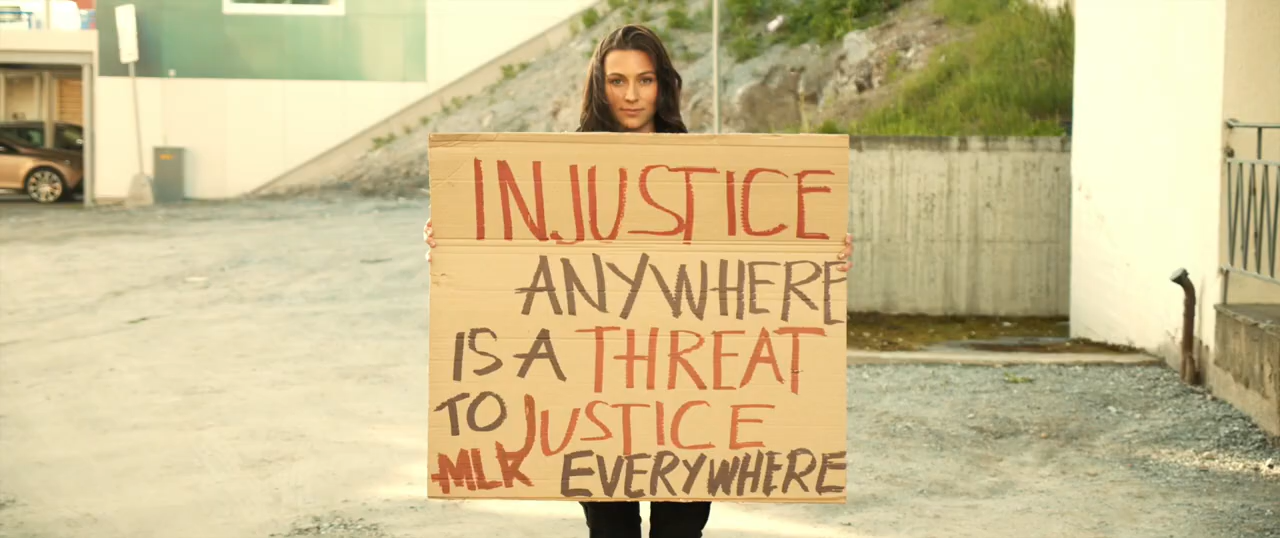 INJUSTICE
ANYWHERE
IS A THREAT
TO JUSTICE
MLK EVERYWHERE